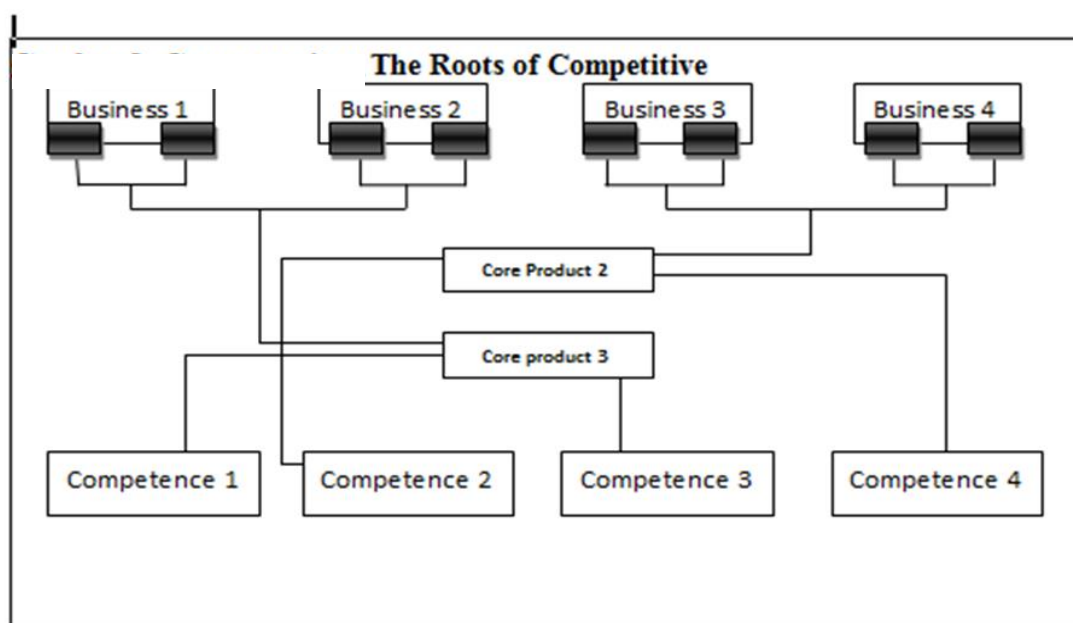 The Roots of Competitive
Business 1
Business 2
Business 3
Business 4
Core Product 2
Core product 3
Competence 1
Competence 2
Competence 3
Competence 4